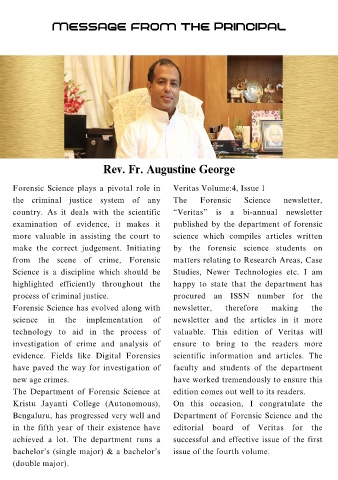 MESSAGE FROM THE PRINCIPAL
Rev. Fr. Augustine George
Forensic Science plays a pivotal role in
the criminal justice system of any
country. As it deals with the scientific
examination of evidence, it makes it
more valuable in assisting the court to
make the correct judgement. Initiating
from the scene of crime, Forensic
Science is a discipline which should be
highlighted efficiently throughout the
process of criminal justice.
Forensic Science has evolved along with
science in the implementation of
technology to aid in the process of
investigation of crime and analysis of
evidence. Fields like Digital Forensics
have paved the way for investigation of
new age crimes.
The Department of Forensic Science at
Kristu Jayanti College (Autonomous),
Bengaluru, has progressed very well and
in the fifth year of their existence have
achieved a lot. The department runs a
bachelor's (single major) & a bachelor's
(double major).
Veritas Volume:4, Issue 1
The Forensic Science newsletter,
"Veritas" is a bi-annual newsletter
published by the department of forensic
science which compiles articles written
by the forensic science students on
matters relating to Research Areas, Case
Studies, Newer Technologies etc. I am
happy to state that the department has
procured an ISSN number for the
newsletter, therefore making the
newsletter and the articles in it more
valuable. This edition of Veritas will
ensure to bring to the readers more
scientific information and articles. The
faculty and students of the department
have worked tremendously to ensure this
edition comes out well to its readers.
On this occasion, I congratulate the
Department of Forensic Science and the
editorial board of Veritas for the
successful and effective issue of the first
issue of the fourth volume.